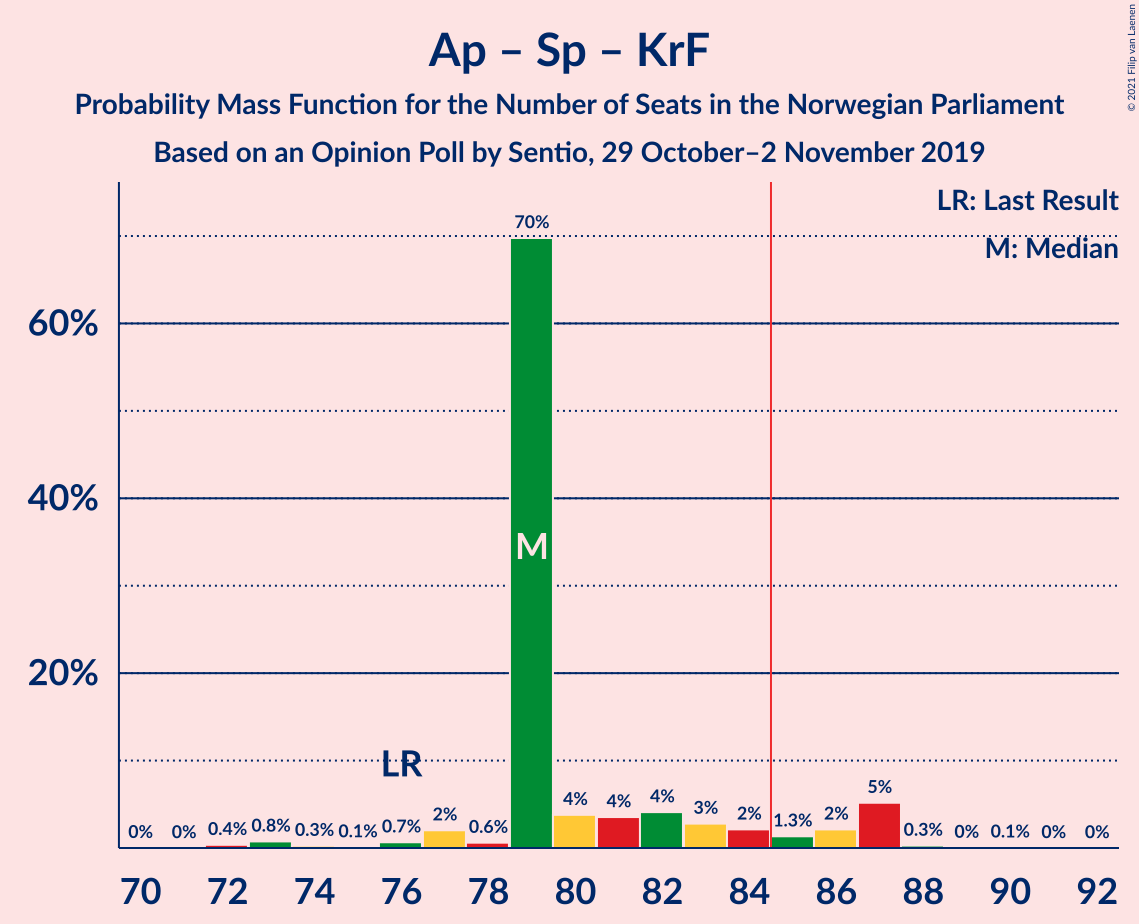 © 2021 Filip van Laenen
Ap – Sp – KrF
Probability Mass Function for the Number of Seats in the Norwegian Parliament
Based on an Opinion Poll by Sentio, 29 October–2 November 2019
LR: Last Result
M: Median
60%
40%
20%
0% 0% 0.4% 0.8% 0.3% 0.1% 0.7% 2% 0.6% 70% 4% 4% 4% 3% 2% 1.3% 2% 5% 0.3% 0% 0.1% 0% 0%
LR
M
70 72 74 76 78 80 82 84 86 88 90 92